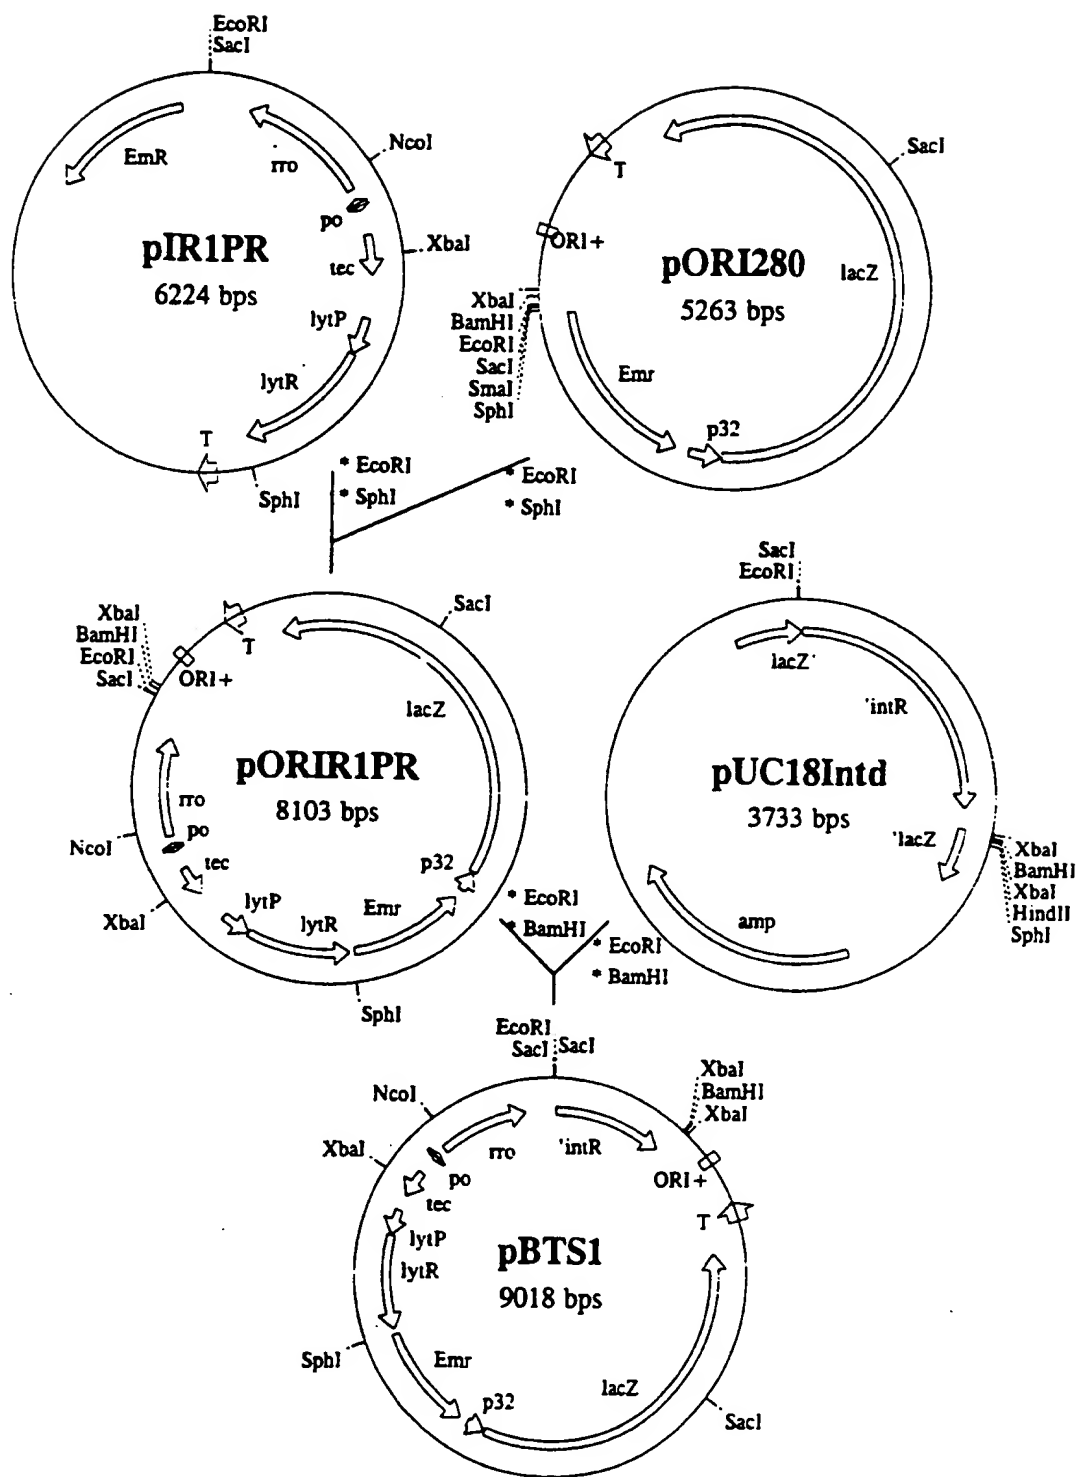 EcoRI
SacI
NcoI
EmR
rro
po
XbaI
tec
pIR1PR
6224 bps
lytP
lytR
T
SphI
SacI
T
ORI+
pORI280
5263 bps
lacZ
XbaI
BamHI
EcoRI
SacI
SmaI
SphI
Emr
p32
* EcoRI
* SphI
* EcoRI
* SphI
SacI
XbaI
BamHI
EcoRI
SacI
T
ORI+
lacZ
pORIR1PR
8103 bps
rro
po
NcoI
tec
XbaI
lytP
lytR
Emr
p32
SphI
SacI
EcoRI
lacZ'
'intR
pUC18Intd
3733 bps
'lacZ
XbaI
BamHI
XbaI
HindII
SphI
amp
* EcoRI
* BamHI
* EcoRI
* BamHI
EcoRI
SacI
SacI
XbaI
BamHI
XbaI
NcoI
XbaI
rro
'intR
po
ORI+
tec
T
lytP
lytR
pBTS1
9018 bps
SphI
Emr
p32
lacZ
SacI